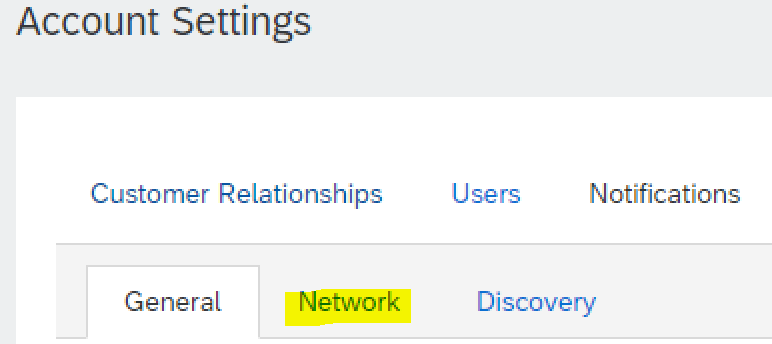 Account Settings
Customer Relationships Users Notifications
General Network Discovery